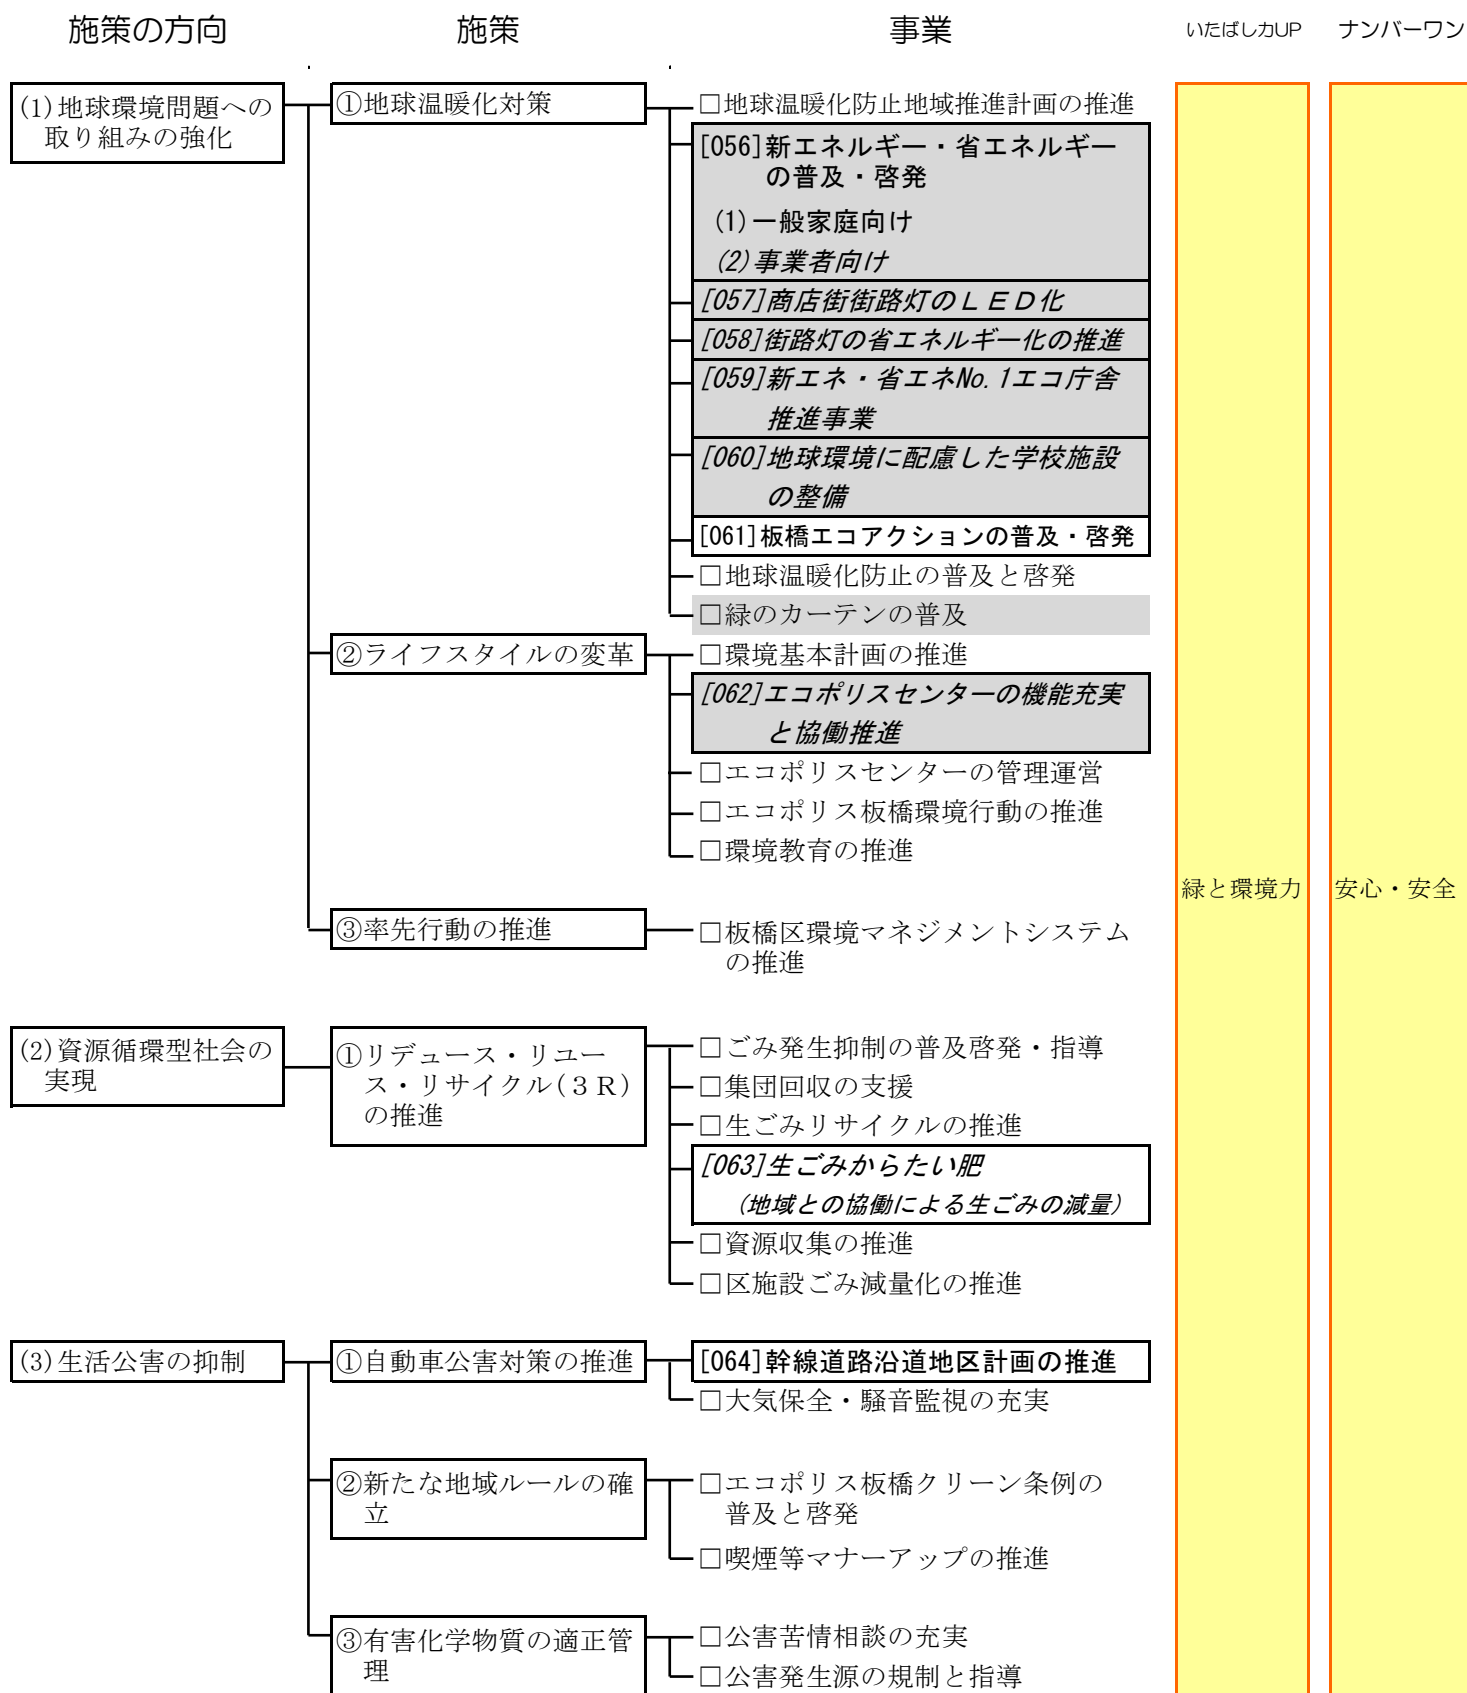 施策の方向 施策 事業 いたばし力UP ナンバーワン
(1)地球環境問題への
取り組みの強化
①地球温暖化対策
□地球温暖化防止地域推進計画の推進
[056]新エネルギー・省エネルギー
の普及・啓発
(1)一般家庭向け
(2)事業者向け
[057]商店街街路灯のＬＥＤ化
[058]街路灯の省エネルギー化の推進
[059]新エネ・省エネNo.1エコ庁舎
推進事業
[060]地球環境に配慮した学校施設
の整備
[061]板橋エコアクションの普及・啓発
□地球温暖化防止の普及と啓発
□緑のカーテンの普及
②ライフスタイルの変革
□環境基本計画の推進
[062]エコポリスセンターの機能充実
と協働推進
□エコポリスセンターの管理運営
□エコポリス板橋環境行動の推進
□環境教育の推進
③率先行動の推進
□板橋区環境マネジメントシステム
の推進
(2)資源循環型社会の
実現
①リデュース・リユー
ス・リサイクル(３Ｒ)
の推進
□ごみ発生抑制の普及啓発・指導
□集団回収の支援
□生ごみリサイクルの推進
[063]生ごみからたい肥
(地域との協働による生ごみの減量)
□資源収集の推進
□区施設ごみ減量化の推進
(3)生活公害の抑制
①自動車公害対策の推進
[064]幹線道路沿道地区計画の推進
□大気保全・騒音監視の充実
②新たな地域ルールの確
立
□エコポリス板橋クリーン条例の
普及と啓発
□喫煙等マナーアップの推進
③有害化学物質の適正管
理
□公害苦情相談の充実
□公害発生源の規制と指導
緑と環境力
安心・安全